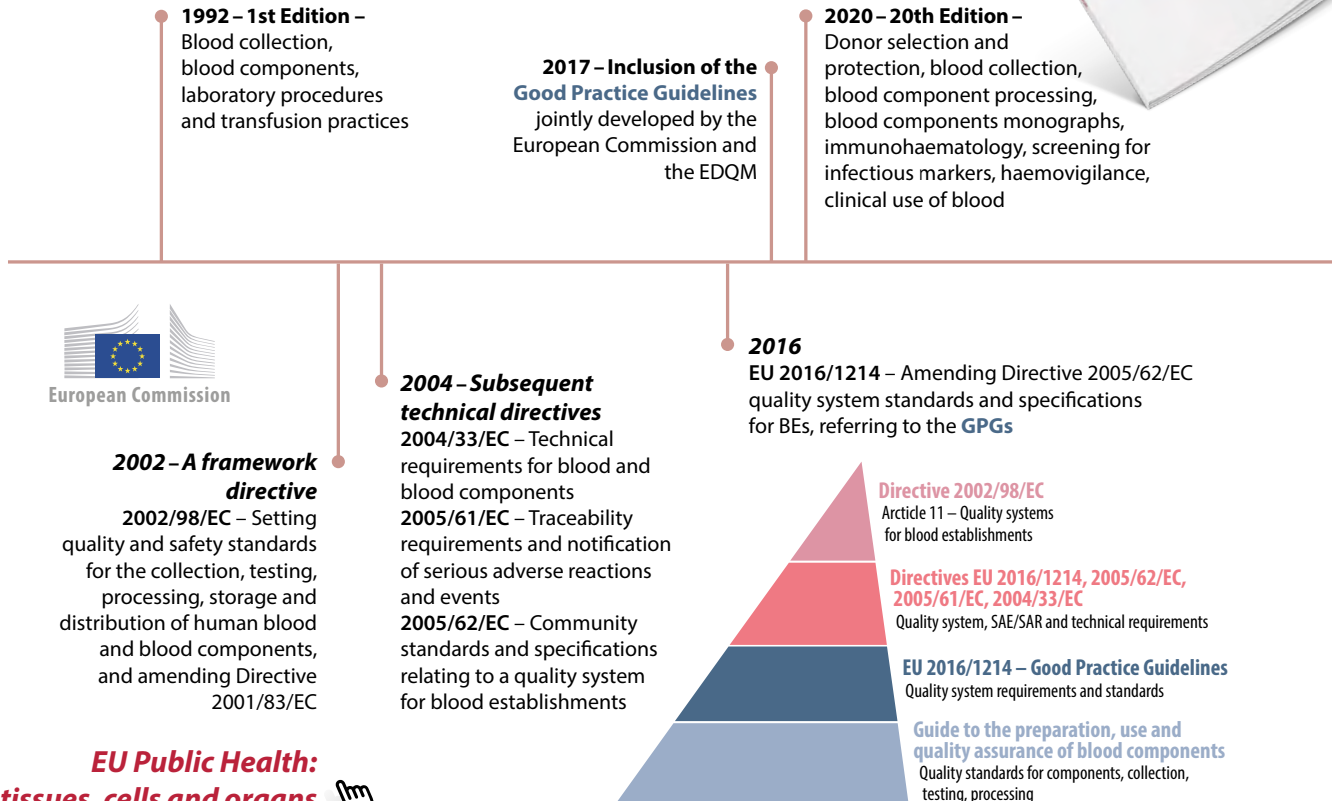 1992 – 1st Edition –
Blood collection,
blood components,
laboratory procedures
and transfusion practices
2017 – Inclusion of the
Good Practice Guidelines
jointly developed by the
European Commission and
the EDQM
2020 – 20th Edition –
Donor selection and
protection, blood collection,
blood component processing,
blood components monographs,
immunohaematology, screening for
infectious markers, haemovigilance,
clinical use of blood
European Commission
2002 – A framework
directive
2002/98/EC – Setting
quality and safety standards
for the collection, testing,
processing, storage and
distribution of human blood
and blood components,
and amending Directive
2001/83/EC
2004 – Subsequent
technical directives
2004/33/EC – Technical
requirements for blood and
blood components
2005/61/EC – Traceability
requirements and notification
of serious adverse reactions
and events
2005/62/EC – Community
standards and specifications
relating to a quality system
for blood establishments
2016
EU 2016/1214 – Amending Directive 2005/62/EC
quality system standards and specifications
for BEs, referring to the GPGs
Directive 2002/98/EC
Arcticle 11 – Quality systems
for blood establishments
Directives EU 2016/1214, 2005/62/EC,
2005/61/EC, 2004/33/EC
Quality system, SAE/SAR and technical requirements
EU 2016/1214 – Good Practice Guidelines
Quality system requirements and standards
Guide to the preparation, use and
quality assurance of blood components
Quality standards for components, collection,
testing, processing
EU Public Health:
tissues, cells and organs